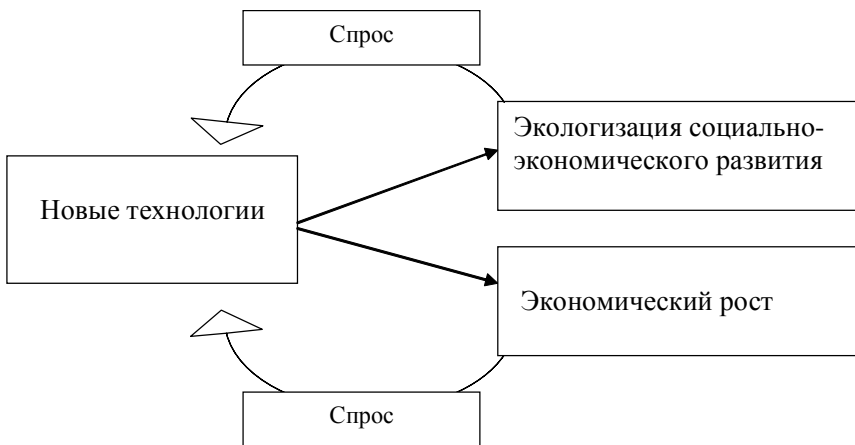 Спрос
Экологизация социально-
экономического развития
Новые технологии
Экономический рост
Спрос